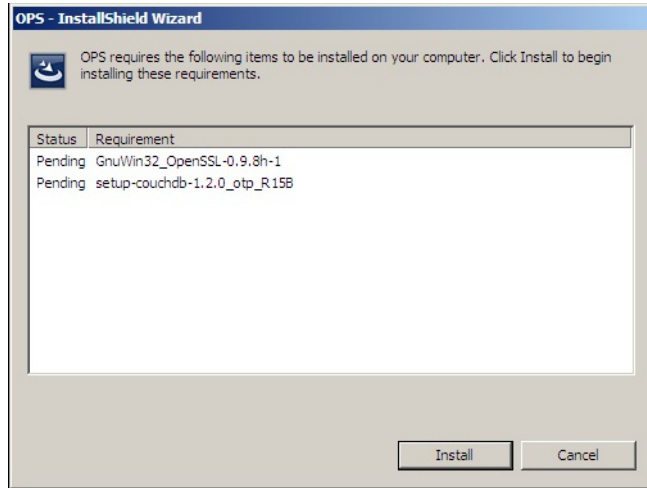 OPS - InstallShield Wizard
OPS requires the following items to be installed on your computer. Click Install to begin
installing these requirements.
Status Requirement
Pending GnuWin32_OpenSSL-0.9.8h-1
Pending setup-couchdb-1.2.0_otp_R15B
Install Cancel